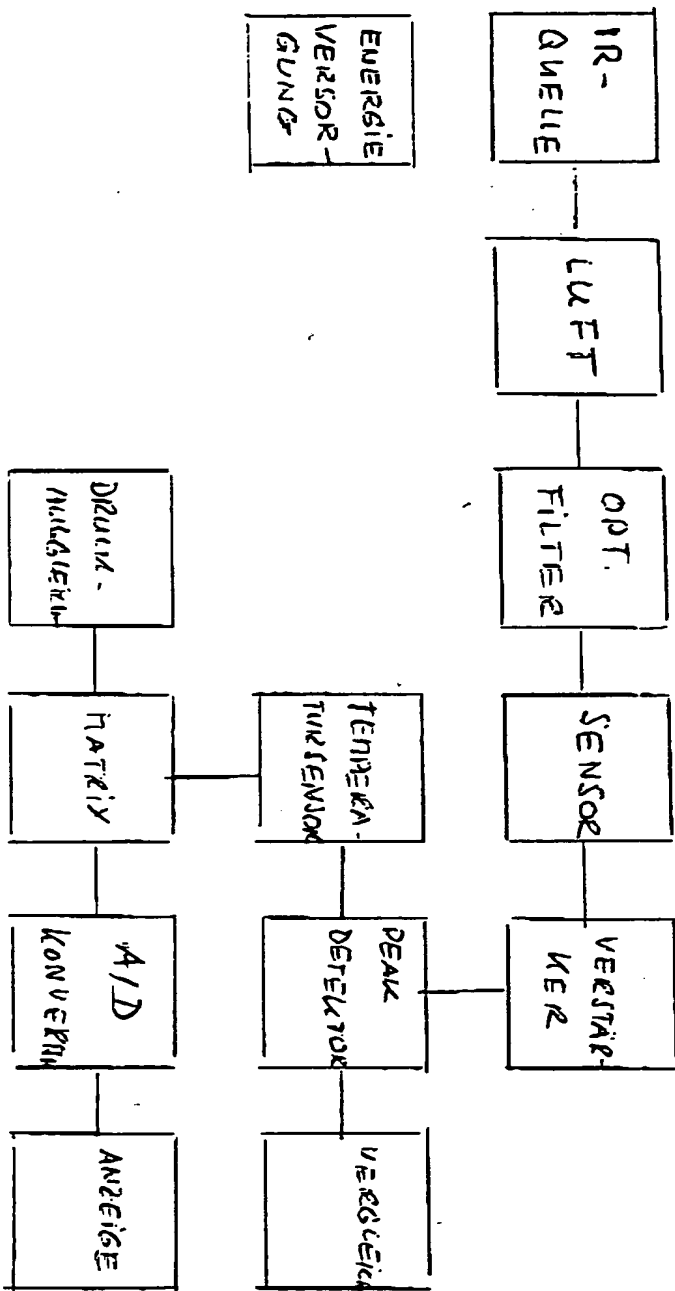 IR-
QUELLE
LUFT
OPT.
FILTER
SENSOR
VERSTÄR-
KER
ENERGIE
VERSOR-
GUNG
TEMPERA-
TURSENSOR
PEAK
DETEKTOR
VERGLEICH
DRUCK-
AUSGLEICH
MATRIX
A/D
ANZEIGE